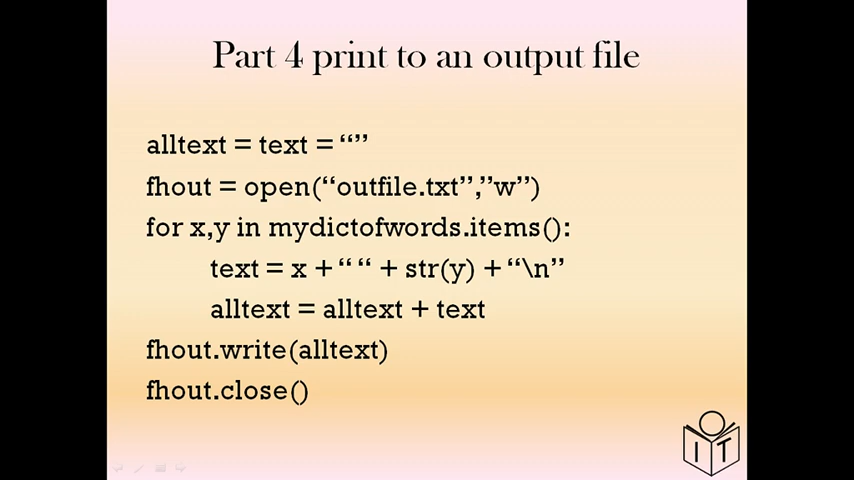 Part 4 print to an output file
alltext = text = “”
fhout = open(“outfile.txt”,”w”)
for x,y in mydictofwords.items():
text = x + “ “ + str(y) + “\n”
alltext = alltext + text
fhout.write(alltext)
fhout.close()
I T